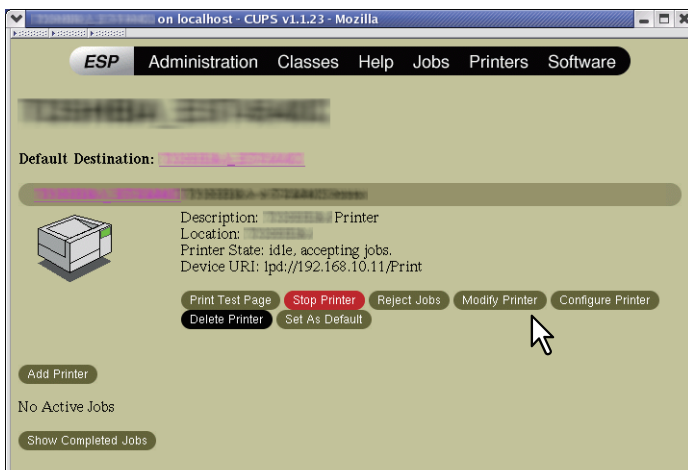 on localhost - CUPS v1.1.23 - Mozilla
ESP Administration Classes Help Jobs Printers Software
Default Destination:
Description: Printer
Location:
Printer State: idle, accepting jobs.
Device URI: lpd://192.168.10.11/Print
Print Test Page Stop Printer Reject Jobs Modify Printer Configure Printer
Delete Printer Set As Default
Add Printer
No Active Jobs
Show Completed Jobs